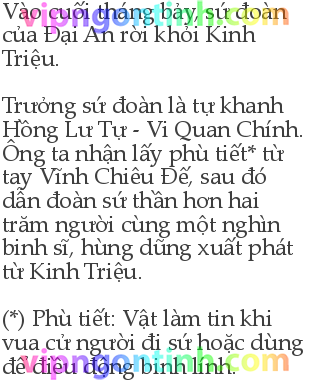 Vào cuối tháng bảy, sứ đoàn
của Đại An rời khỏi Kinh
Triệu.
Trưởng sứ đoàn là tự khanh
Hồng Lư Tự - Vi Quan Chính.
Ông ta nhận lấy phù tiết* từ
tay Vĩnh Chiêu Đế, sau đó
dẫn đoàn sứ thần hơn hai
trăm người cùng một nghìn
binh sĩ, hùng dũng xuất phát
từ Kinh Triệu.
(*) Phù tiết: Vật làm tin khi
vua cử người đi sứ hoặc dùng
để điều động binh lính.
vipngontinh.com
vipngontinh.com